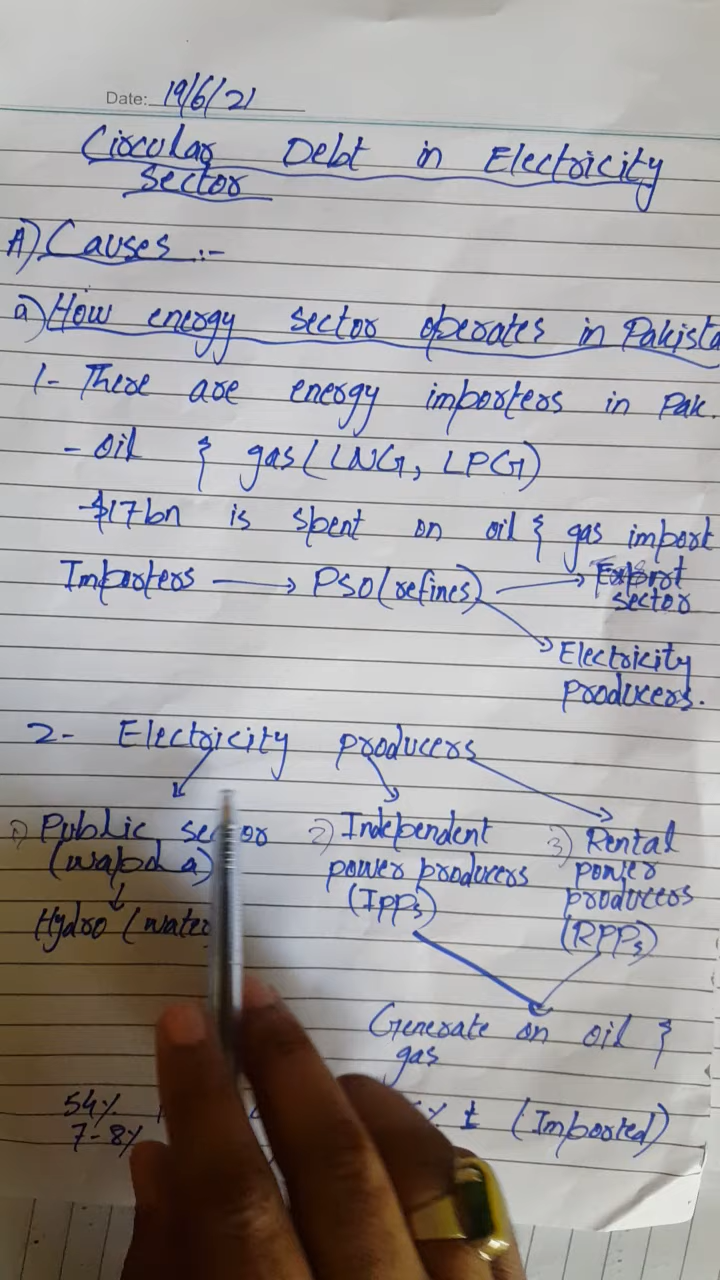 Date: 19/6/21
Circular Debt in Electricity
Sector
A) Causes :-
a) How energy sector operates in Pakista
1- There are energy importers in Pak.
- Oil & gas (LNG, LPG)
- $17bn is spent on oil & gas import
Importers → PSO (refines) → Export
sector
→ Electricity
producers.
2- Electricity producers
1) Public sector (wapda) → Hydro (water
2) Independent power producers (IPPs)
3) Rental power producers (RPPs)
Generate on oil &
gas
54%
% ± (Imported)
7-8%